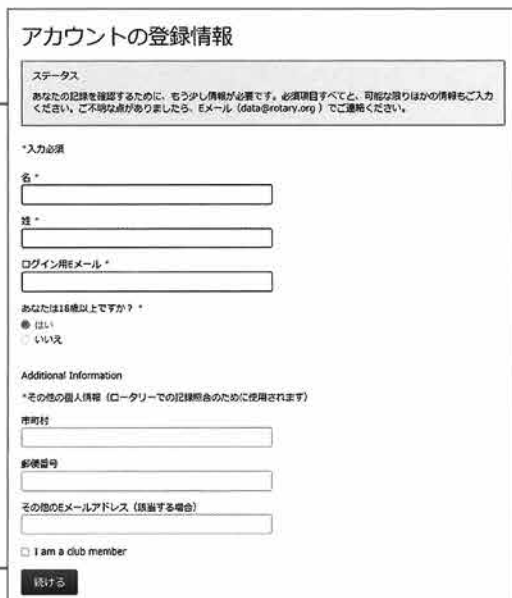 アカウントの登録情報
ステータス
あなたの記録を確認するために、もう少し情報が必要です。必須項目すべてと、可能な限りほかの情報もご入力
ください。ご不明な点がありましたら、Eメール（data@rotary.org ）でご連絡ください。
*入力必須
名 *
姓 *
ログイン用Eメール *
あなたは18歳以上ですか？ *
はい
いいえ
Additional Information
*その他の個人情報（ロータリーでの記録照合のために使用されます）
市町村
郵便番号
その他のEメールアドレス（該当する場合）
I am a club member
続ける